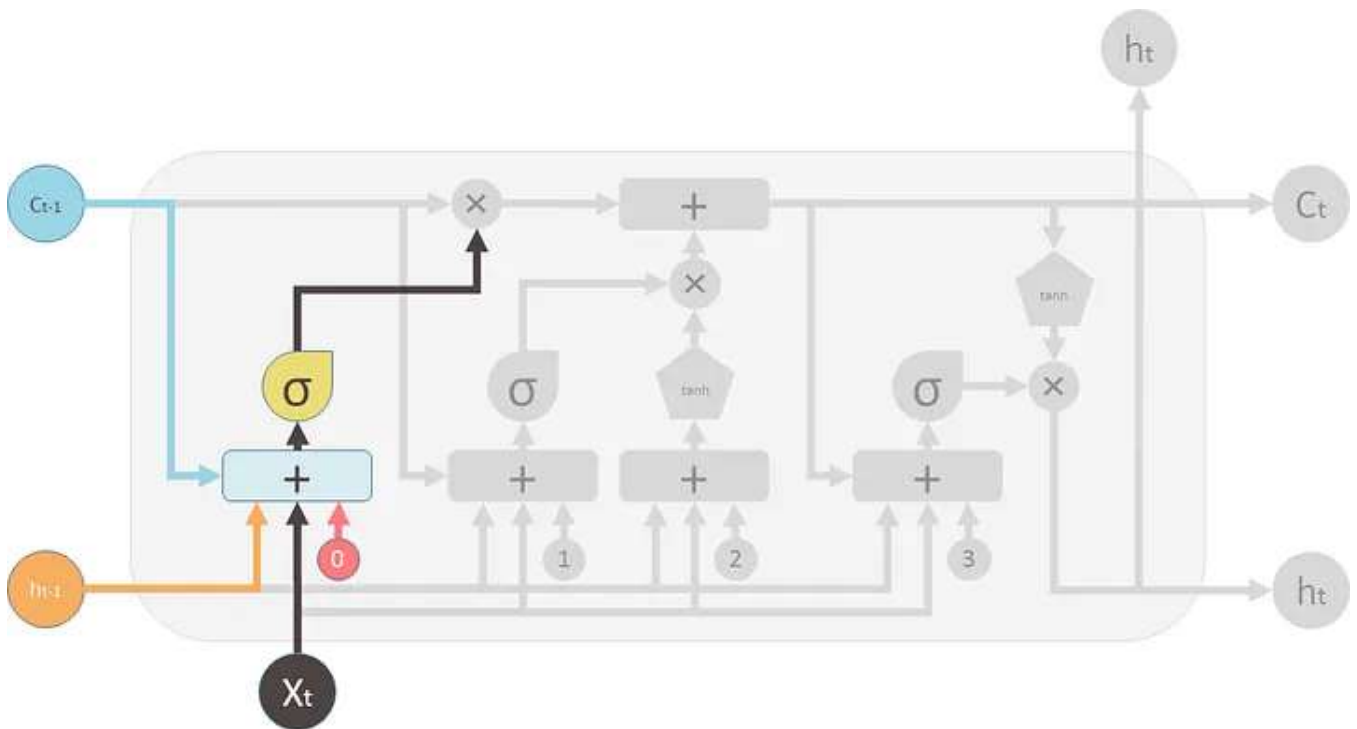 ht
Ct-1
×
+
Ct
×
tanh
σ
σ
tanh
σ
×
+
+
+
+
0
1
2
3
ht-1
ht
Xt